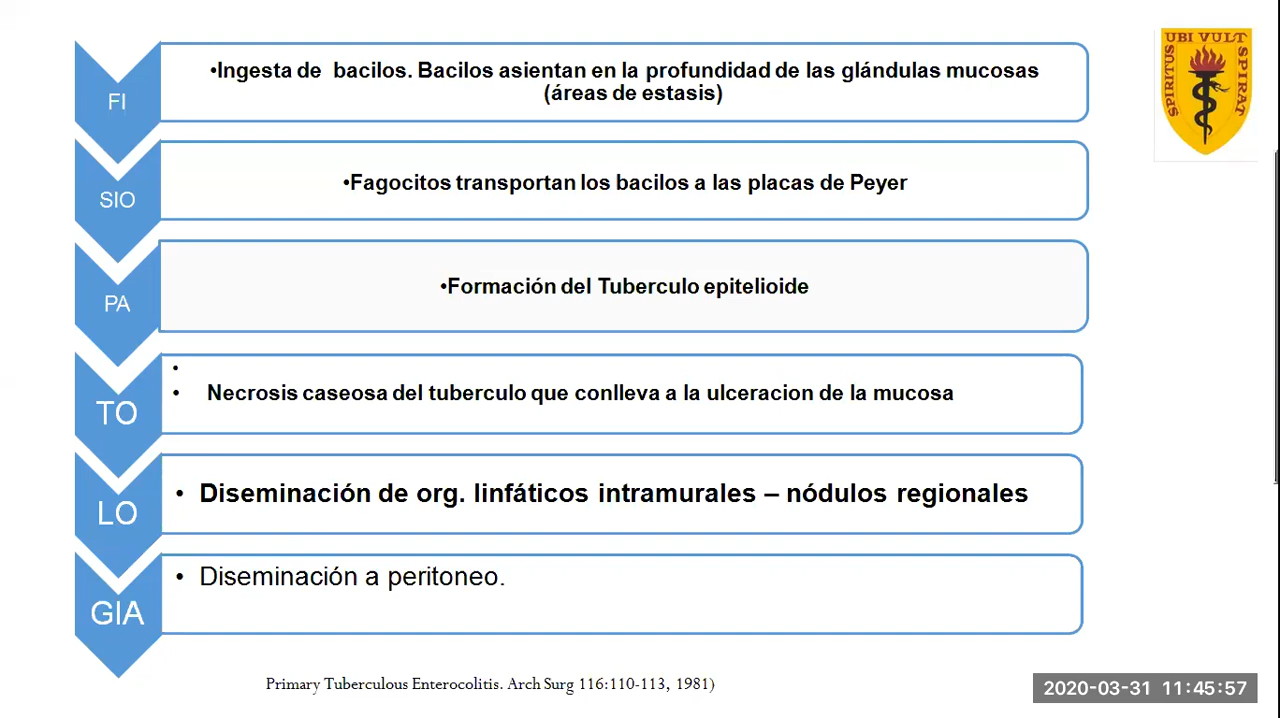 UBI VULT
SPIRITUS
SPIRAT
FI
•Ingesta de bacilos. Bacilos asientan en la profundidad de las glándulas mucosas
(áreas de estasis)
SIO
•Fagocitos transportan los bacilos a las placas de Peyer
PA
•Formación del Tuberculo epitelioide
TO
•
• Necrosis caseosa del tuberculo que conlleva a la ulceracion de la mucosa
LO
• Diseminación de org. linfáticos intramurales – nódulos regionales
GIA
• Diseminación a peritoneo.
Primary Tuberculous Enterocolitis. Arch Surg 116:110-113, 1981)
2020-03-31 11:45:57